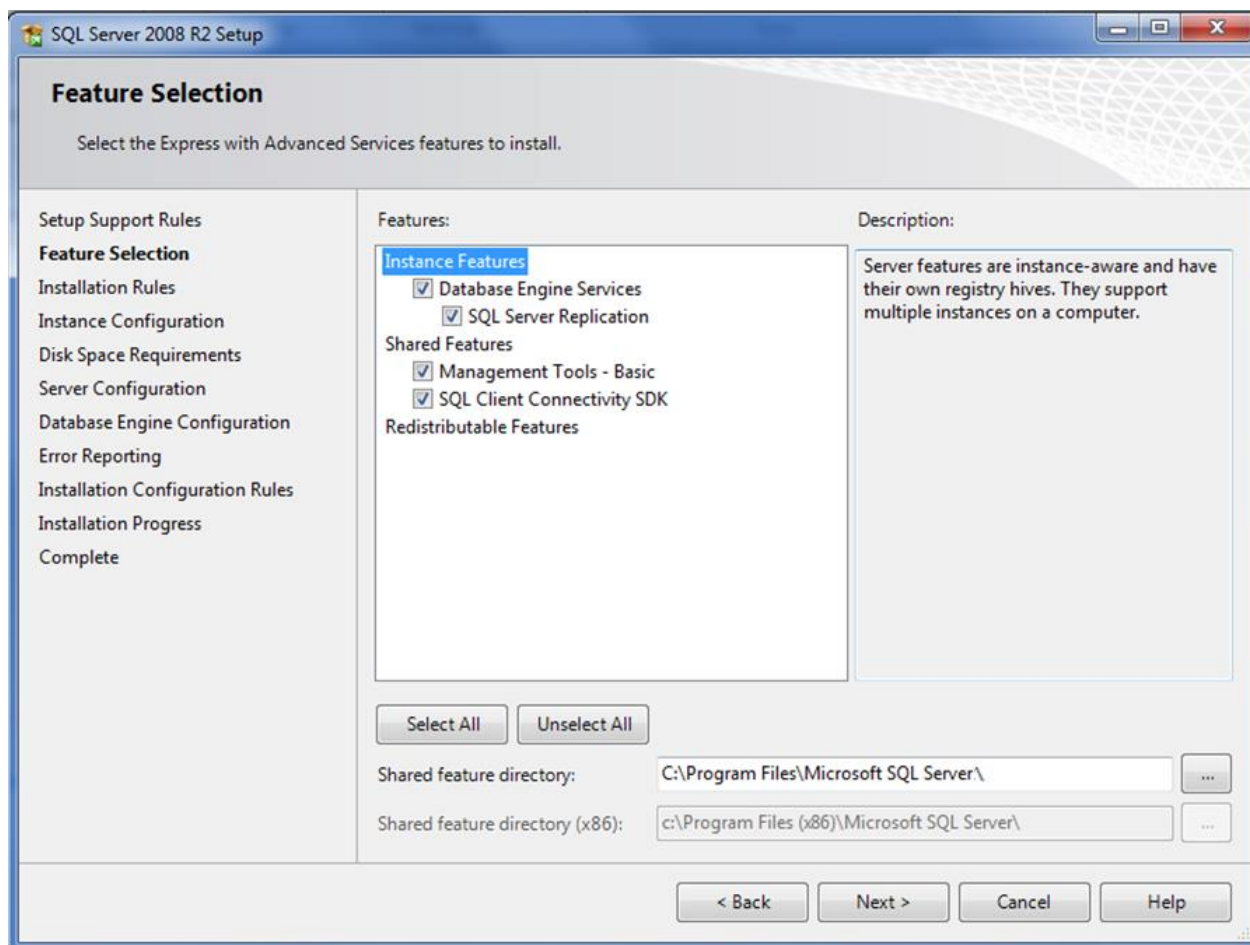 SQL Server 2008 R2 Setup
Feature Selection
Select the Express with Advanced Services features to install.
Setup Support Rules
Feature Selection
Installation Rules
Instance Configuration
Disk Space Requirements
Server Configuration
Database Engine Configuration
Error Reporting
Installation Configuration Rules
Installation Progress
Complete
Features:
Instance Features
Database Engine Services
SQL Server Replication
Shared Features
Management Tools - Basic
SQL Client Connectivity SDK
Redistributable Features
Description:
Server features are instance-aware and have
their own registry hives. They support
multiple instances on a computer.
Select All
Unselect All
Shared feature directory:
C:\Program Files\Microsoft SQL Server\
...
Shared feature directory (x86):
c:\Program Files (x86)\Microsoft SQL Server\
...
< Back
Next >
Cancel
Help